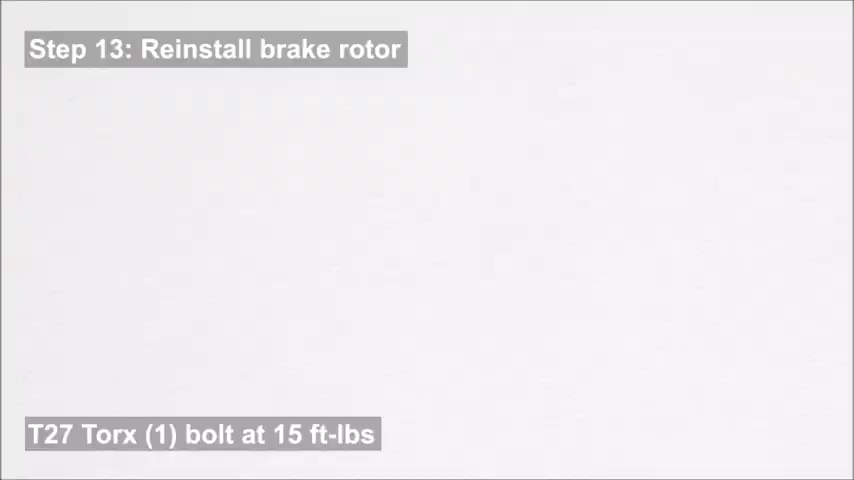 Step 13: Reinstall brake rotor
T27 Torx (1) bolt at 15 ft-lbs